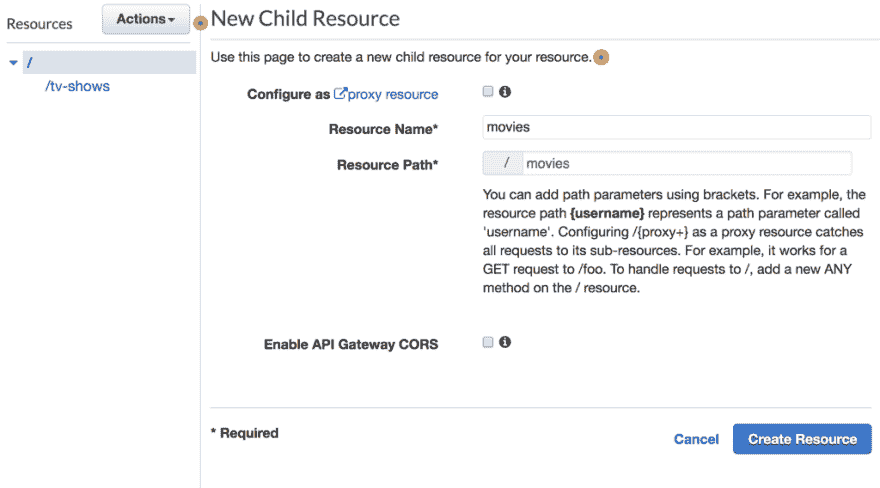 Resources
Actions
/
/tv-shows
New Child Resource
Use this page to create a new child resource for your resource.
Configure as proxy resource
Resource Name*
movies
Resource Path*
/ movies
You can add path parameters using brackets. For example, the
resource path {username} represents a path parameter called
'username'. Configuring /{proxy+} as a proxy resource catches
all requests to its sub-resources. For example, it works for a
GET request to /foo. To handle requests to /, add a new ANY
method on the / resource.
Enable API Gateway CORS
* Required
Cancel
Create Resource